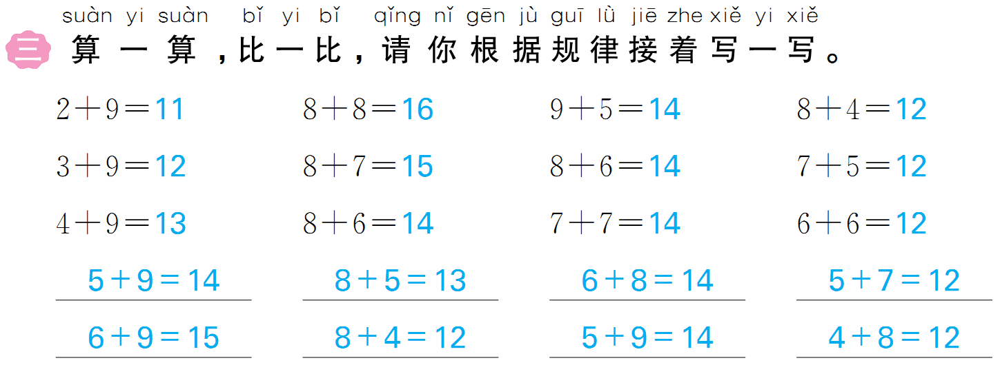 suàn yi suàn bǐ yi bǐ qǐng nǐ gēn jù guī lǜ jiē zhe xiě yi xiě
三 算一算,比一比,请你根据规律接着写一写。
2+9=11 8+8=16 9+5=14 8+4=12
3+9=12 8+7=15 8+6=14 7+5=12
4+9=13 8+6=14 7+7=14 6+6=12
5+9=14 8+5=13 6+8=14 5+7=12
6+9=15 8+4=12 5+9=14 4+8=12